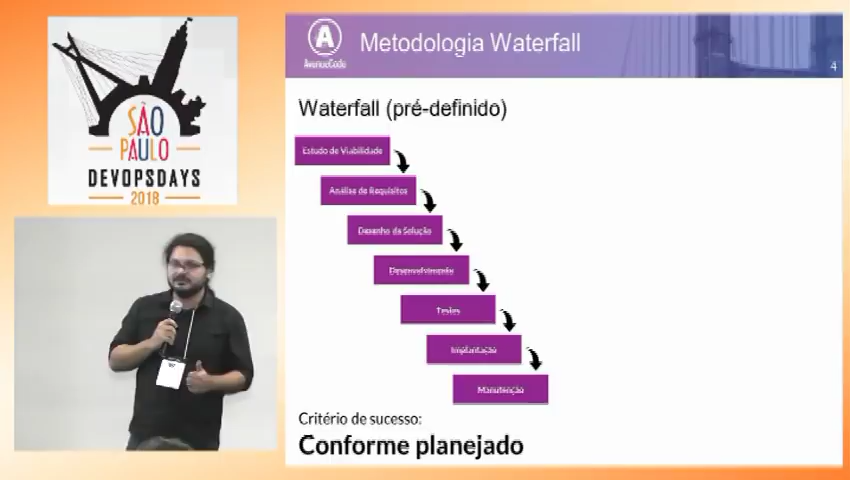 SÃO
PAULO
DEVOPSDAYS
2018
AvenueCode
Metodologia Waterfall
4
Waterfall (pré-definido)
Estudo de Viabilidade
Análise de Requisitos
Desenho da Solução
Desenvolvimento
Testes
Implantação
Manutenção
Critério de sucesso:
Conforme planejado